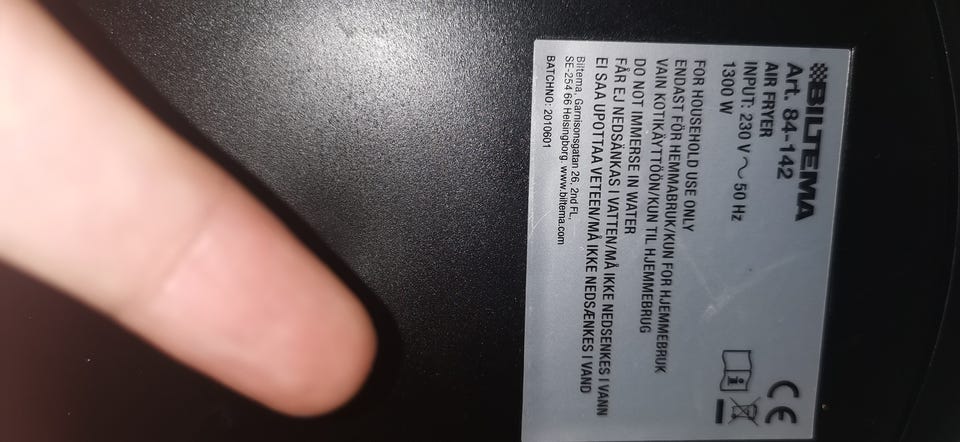 BILTEMA
Art. 84-142
AIR FRYER
INPUT: 230 V ~ 50 Hz
1300 W
FOR HOUSEHOLD USE ONLY
ENDAST FÖR HEMMABRUK/KUN FOR HJEMMEBRUK
VAIN KOTIKÄYTTÖÖN/KUN TIL HJEMMEBRUG
DO NOT IMMERSE IN WATER
FÅR EJ NEDSÄNKAS I VATTEN/MÅ IKKE NEDSENKES I VANN
EI SAA UPOTTAA VETEEN/MÅ IKKE NEDSÆNKES I VAND
Biltema, Garnisonsgatan 26, 2nd FL,
SE-254 66 Helsingborg. www.biltema.com
BATCHNO: 2010601
CE